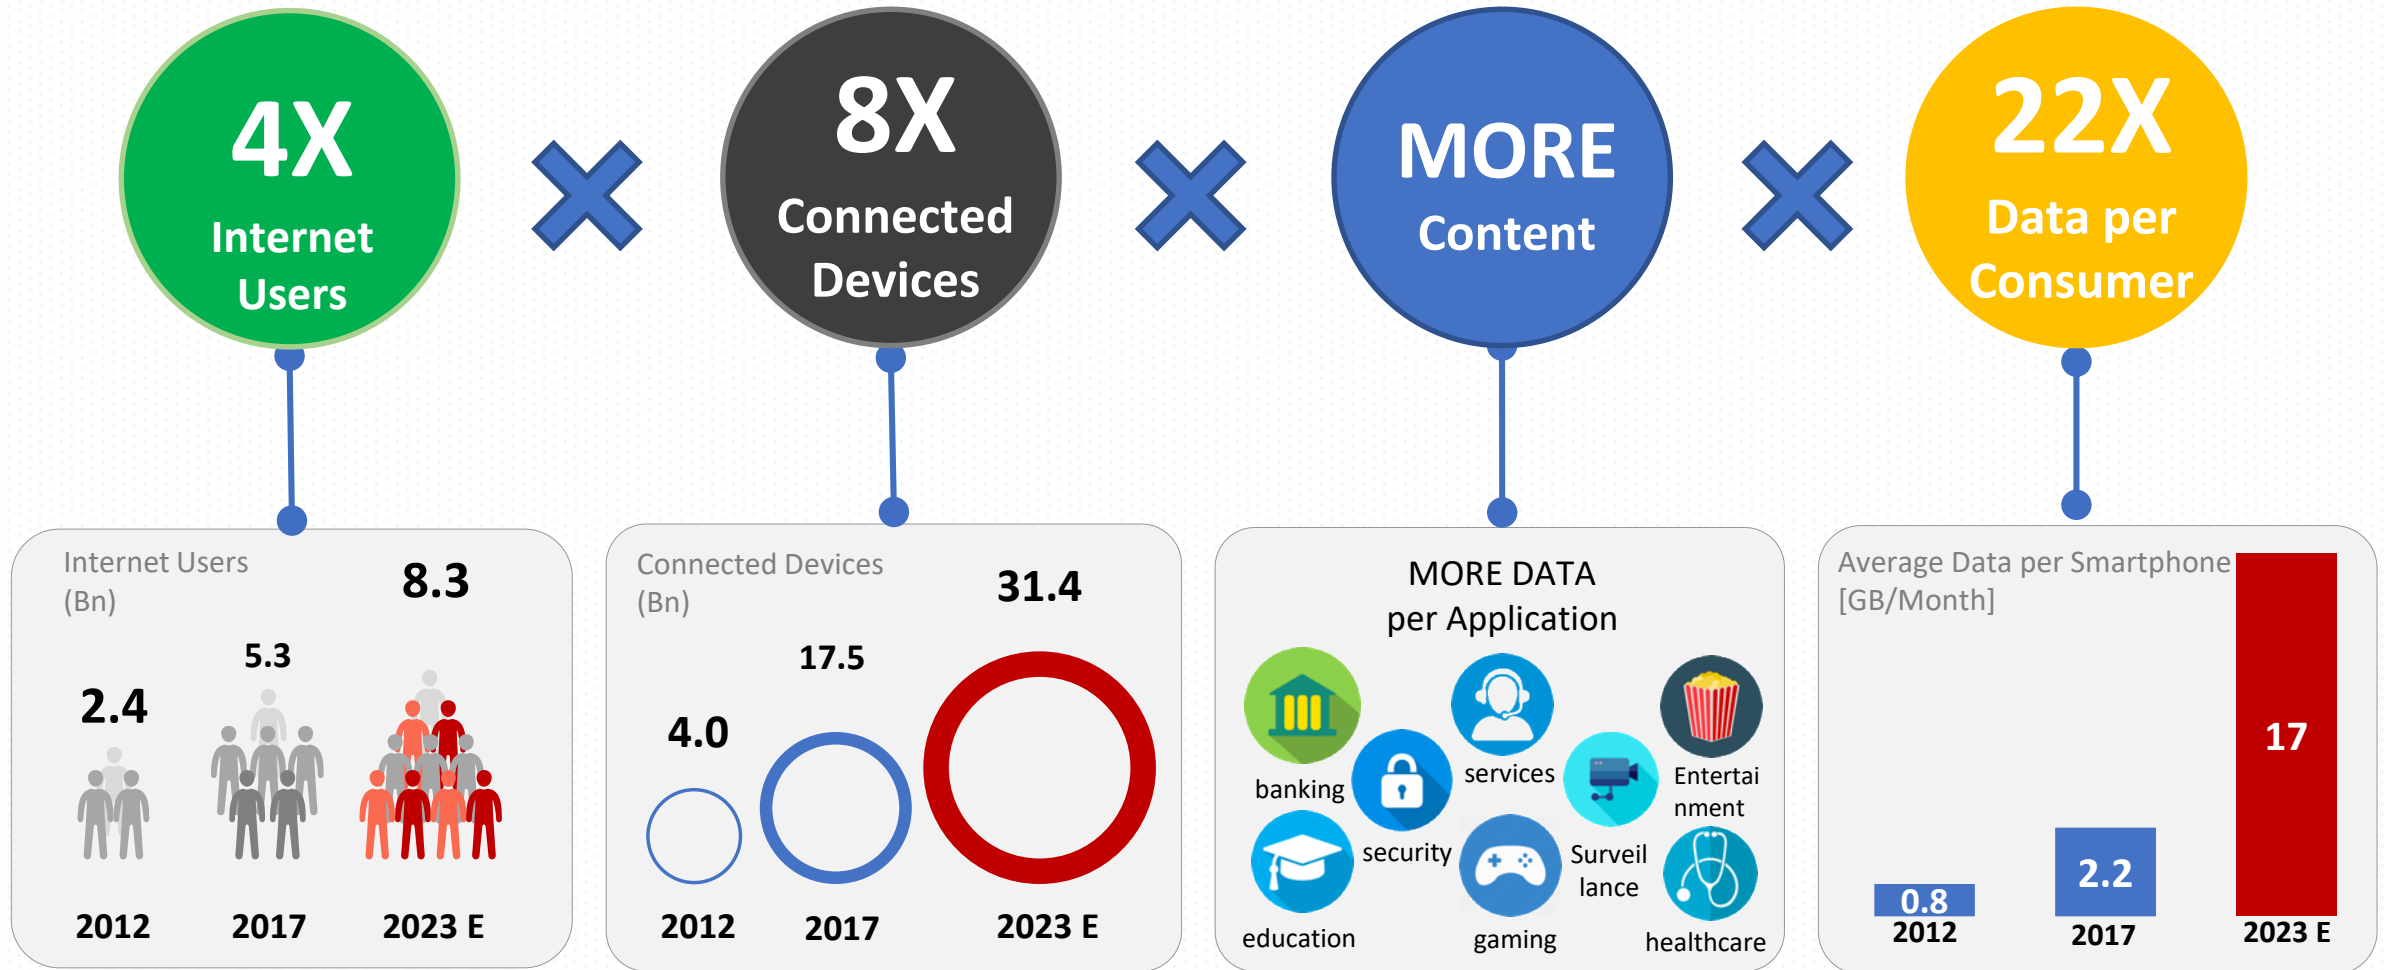 4X
Internet
Users
8X
Connected
Devices
MORE
Content
22X
Data per
Consumer
Internet Users
(Bn)
8.3
5.3
2.4
2012
2017
2023 E
Connected Devices
(Bn)
31.4
17.5
4.0
2012
2017
2023 E
MORE DATA
per Application
banking
services
Entertai
nment
security
Surveil
lance
education
gaming
healthcare
Average Data per Smartphone
[GB/Month]
17
2.2
0.8
2012
2017
2023 E